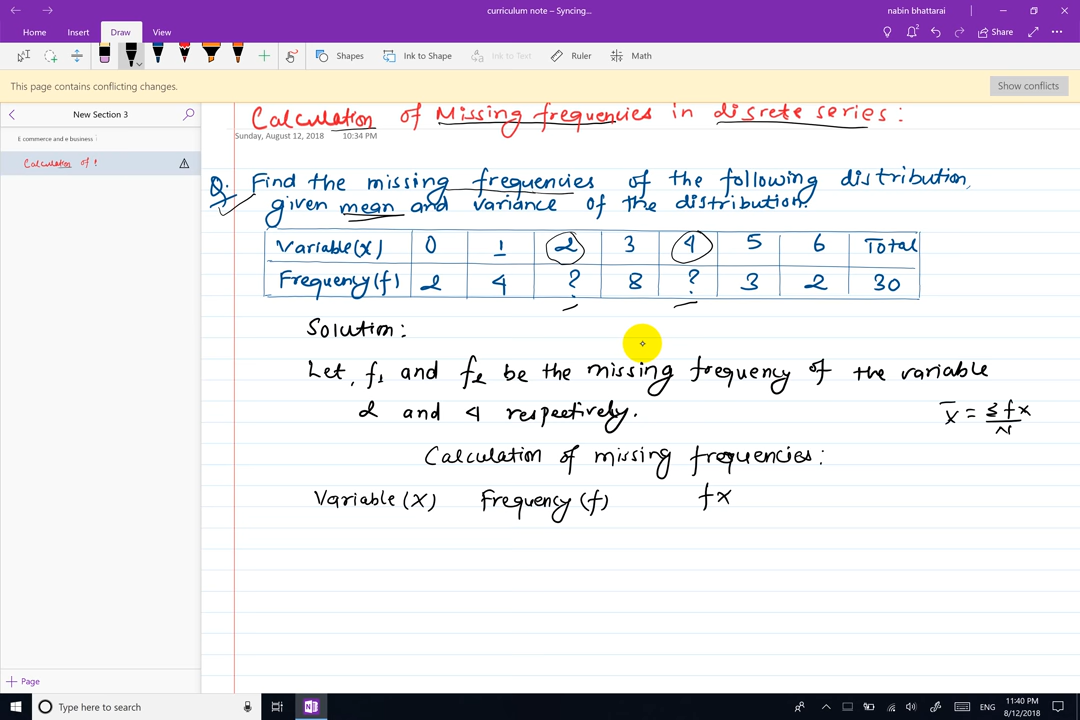 curriculum note – Syncing...
nabin bhattarai
Home Insert Draw View
Share
Shapes Ink to Shape Ink to Text Ruler Math
This page contains conflicting changes.
Show conflicts
New Section 3
E commerce and e business
Calculation of !
Calculation of Missing frequencies in discrete series:
Sunday, August 12, 2018 10:34 PM
Q. Find the missing frequencies of the following distribution,
given mean and variance of the distribution.
Variable(x) 0 1 2 3 4 5 6 Total
Frequency(f) 2 4 ? 8 ? 3 2 30
Solution:
Let, f1 and f2 be the missing frequency of the variable
2 and 4 respectively.
x̄ = Σfx/N
Calculation of missing frequencies:
Variable(x) Frequency(f) fx
Page
Type here to search
ENG
11:40 PM
8/12/2018